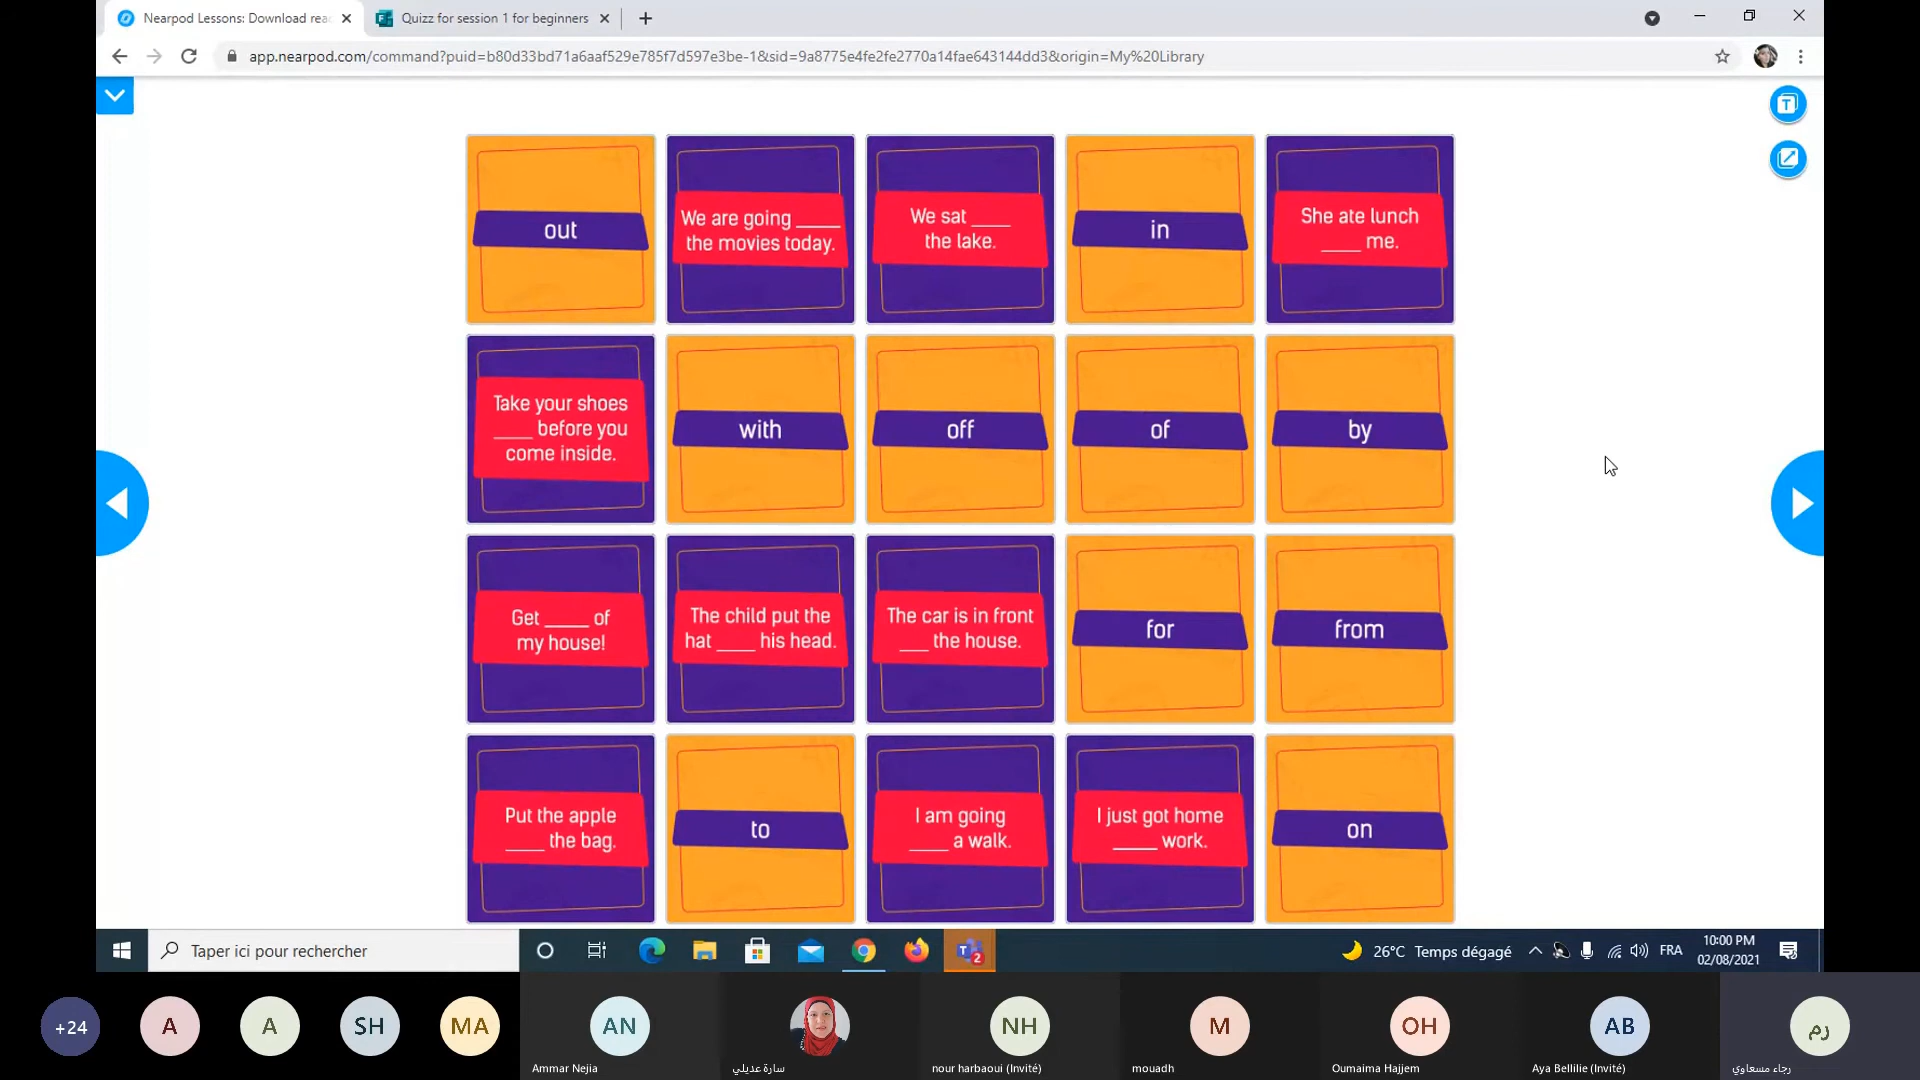 Nearpod Lessons: Download rea
Quizz for session 1 for beginners
app.nearpod.com/command?puid=b80d33bd71a6aaf529e785f7d597e3be-1&sid=9a8775e4fe2fe2770a14fae643144dd3&origin=My%20Library
T
out
We are going ____
the movies today.
We sat ____
the lake.
in
She ate lunch
____ me.
Take your shoes
____ before you
come inside.
with
off
of
by
Get ____ of
my house!
The child put the
hat ____ his head.
The car is in front
___ the house.
for
from
Put the apple
____ the bag.
to
I am going
____ a walk.
I just got home
____ work.
on
Taper ici pour rechercher
2
26°C Temps dégagé
FRA
10:00 PM
02/08/2021
+24
A
A
SH
MA
AN
NH
M
OH
AB
رم
Ammar Nejia
سارة عديلي
nour harbaoui (Invité)
mouadh
Oumaima Hajjem
Aya Bellilie (Invité)
رجاء مسعاوي